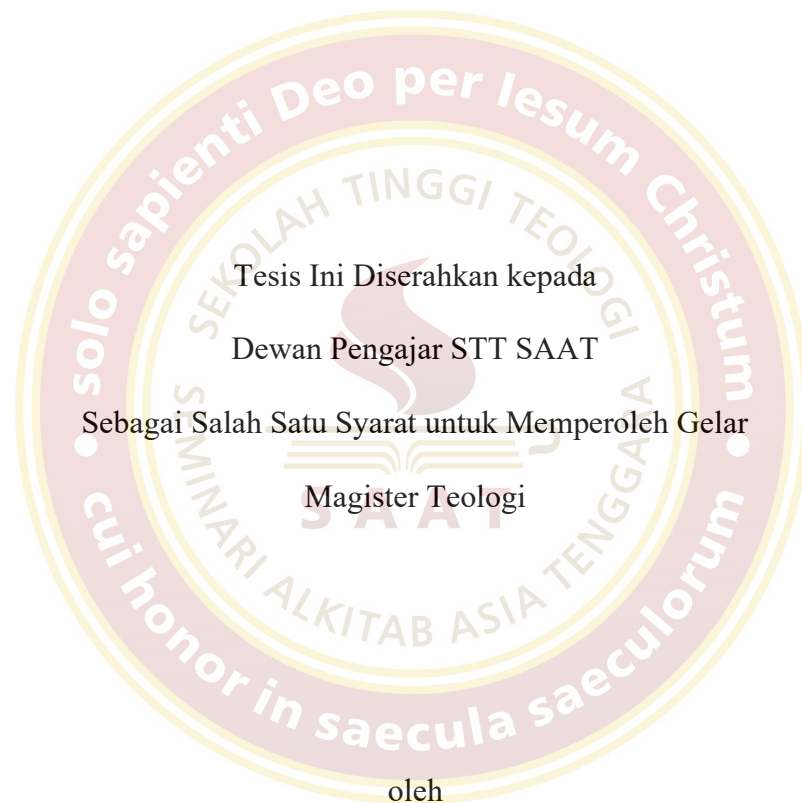 solo sapienti Deo per Iesum Christum
SEKOLAH TINGGI TEOLOGI
Tesis Ini Diserahkan kepada
Dewan Pengajar STT SAAT
Sebagai Salah Satu Syarat untuk Memperoleh Gelar
Magister Teologi
SAAT
SEMINARI ALKITAB ASIA TENGGARA
cui honor in saecula saeculorum
oleh